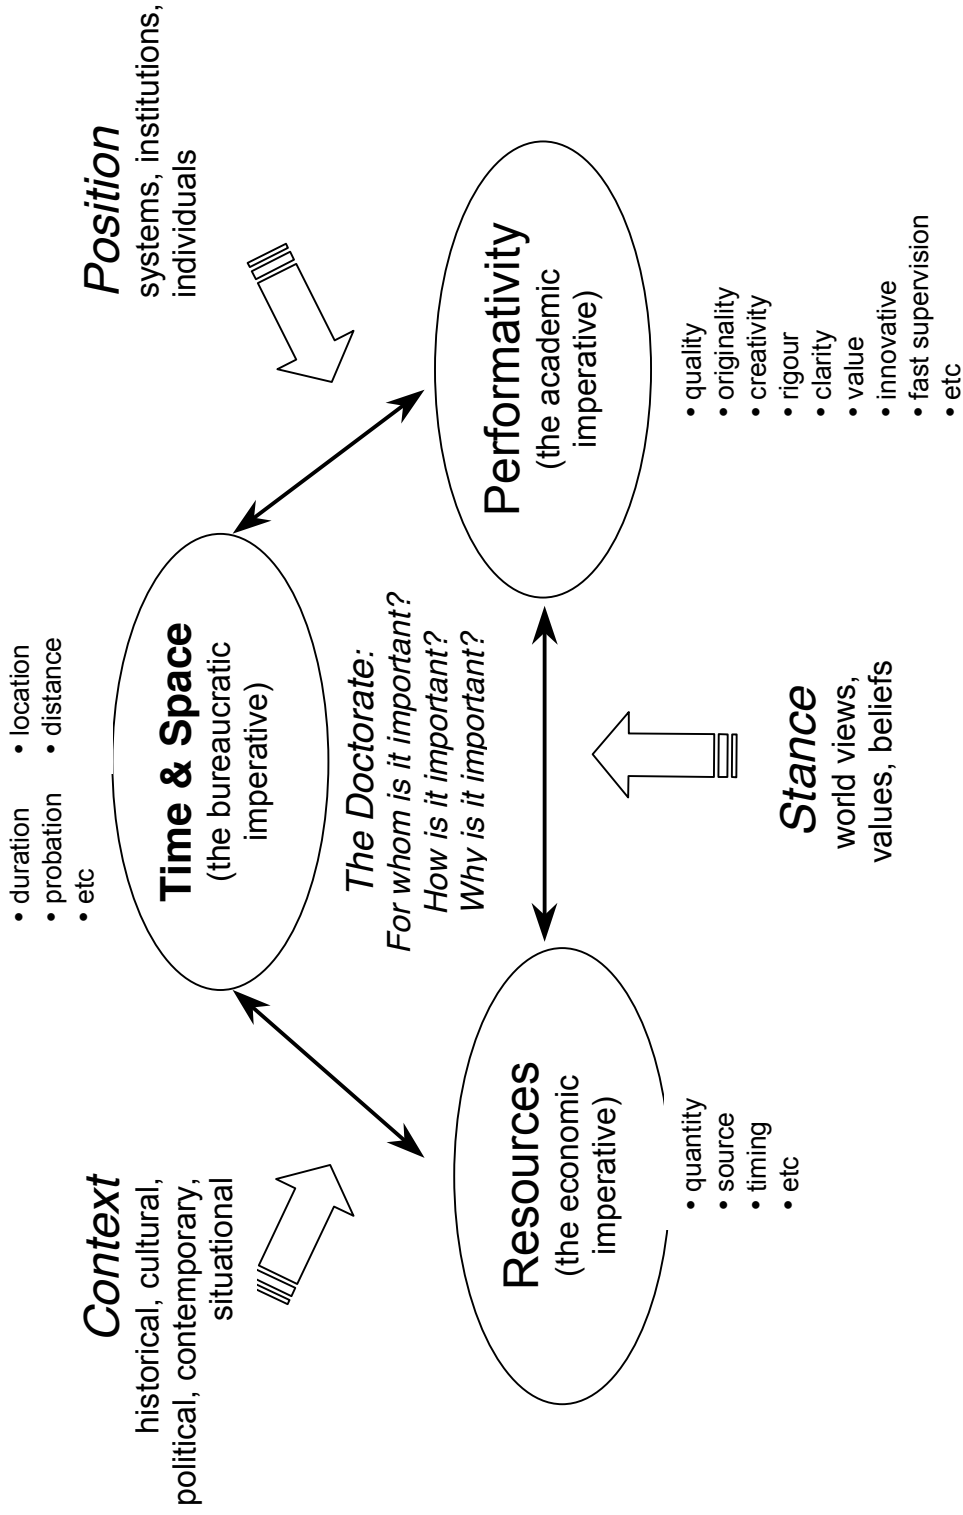 • duration
• probation
• etc
• location
• distance
Context
historical, cultural,
political, contemporary,
situational
Time & Space
(the bureaucratic
imperative)
Position
systems, institutions,
individuals
The Doctorate:
For whom is it important?
How is it important?
Why is it important?
Resources
(the economic
imperative)
Performativity
(the academic
imperative)
• quantity
• source
• timing
• etc
Stance
world views,
values, beliefs
• quality
• originality
• creativity
• rigour
• clarity
• value
• innovative
• fast supervision
• etc